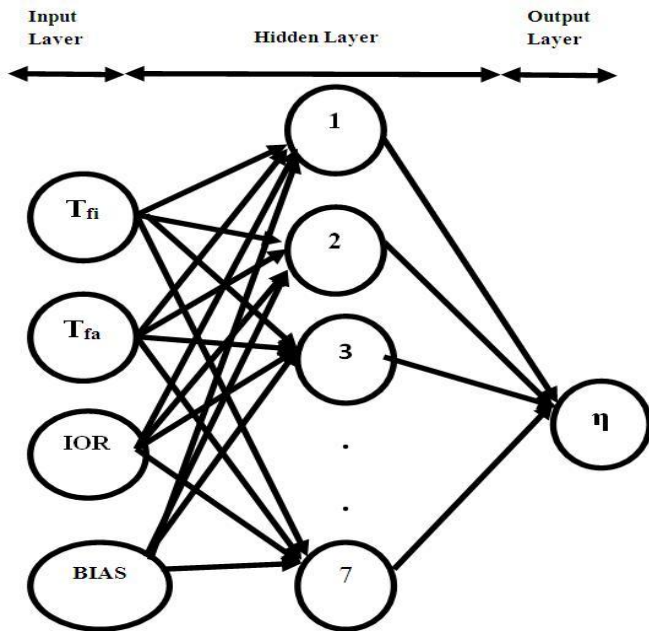 Input
Layer
Hidden Layer
Output
Layer
1
Tfi
2
Tfa
3
η
IOR
.
.
BIAS
7